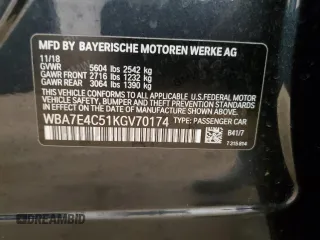 MFD BY BAYERISCHE MOTOREN WERKE AG
11/18
GVWR 5604 lbs 2542 kg
GAWR FRONT 2716 lbs 1232 kg
GAWR REAR 3064 lbs 1390 kg
THIS VEHICLE CONFORMS TO ALL APPLICABLE U.S. FEDERAL MOTOR
VEHICLE SAFETY, BUMPER AND THEFT PREVENTION STANDARDS IN
EFFECT ON THE DATE OF MANUFACTURE SHOWN ABOVE.
WBA7E4C51KGV70174 TYPE: PASSENGER CAR
B41/7
AUTOBIDMASTER